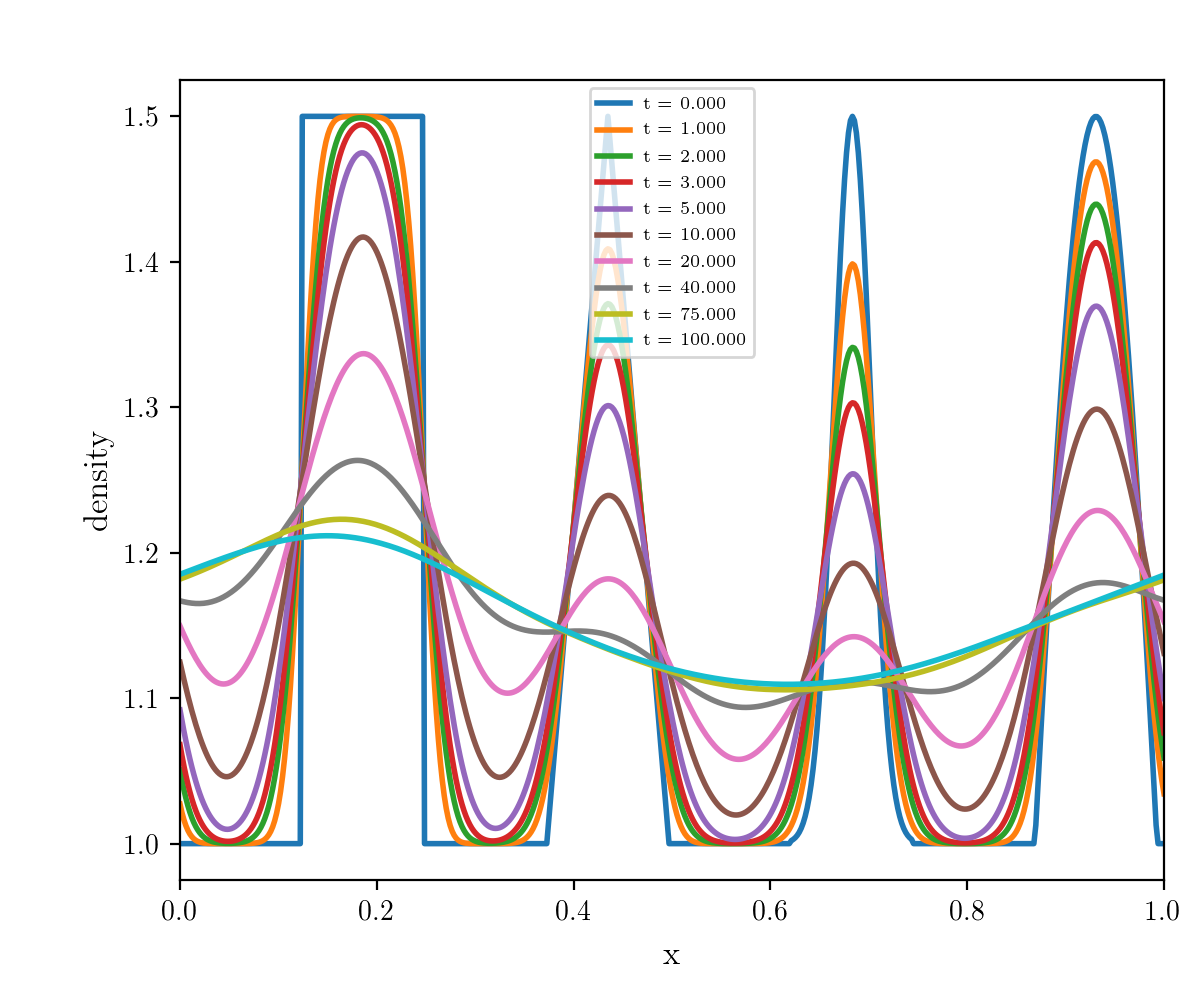 1.5
1.4
1.3
1.2
1.1
1.0
density
t = 0.000
t = 1.000
t = 2.000
t = 3.000
t = 5.000
t = 10.000
t = 20.000
t = 40.000
t = 75.000
t = 100.000
0.0 0.2 0.4 0.6 0.8 1.0
x